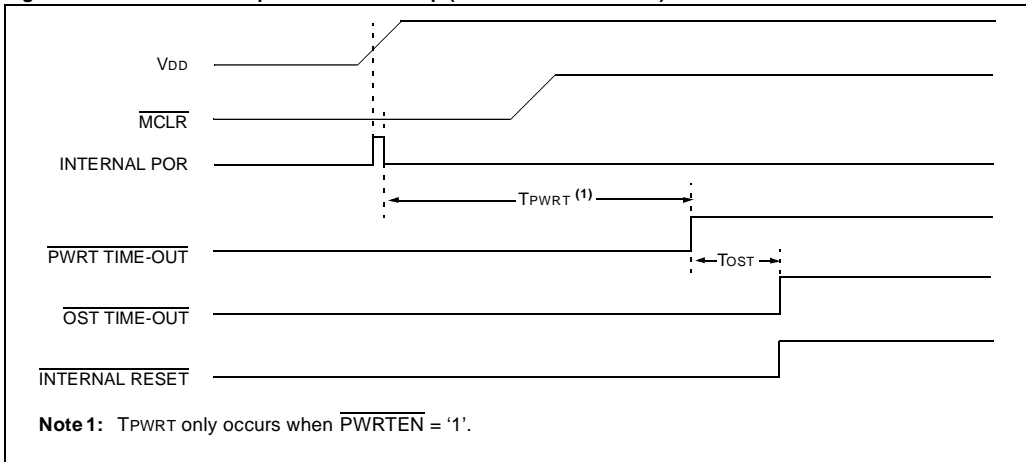 VDD
MCLR
INTERNAL POR
TPWRT (1)
PWRT TIME-OUT
TOST
OST TIME-OUT
INTERNAL RESET
Note 1: TPWRT only occurs when PWRTEN = ‘1’.